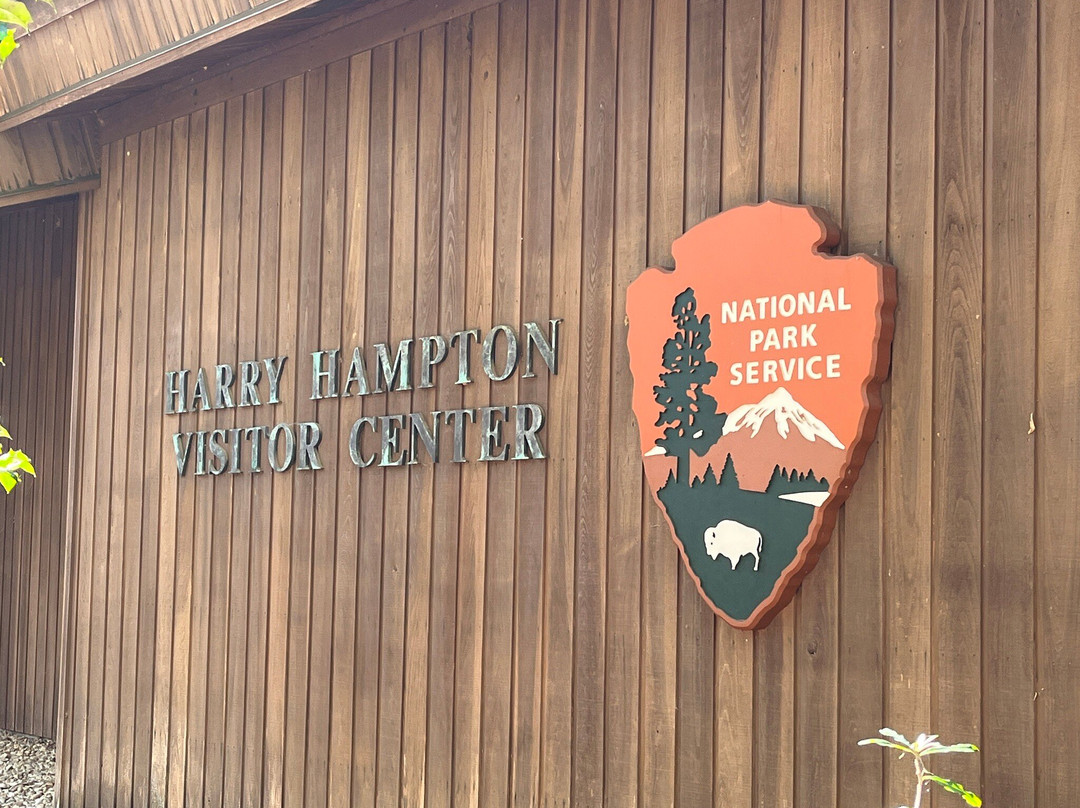 HARRY HAMPTON
VISITOR CENTER
NATIONAL
PARK
SERVICE